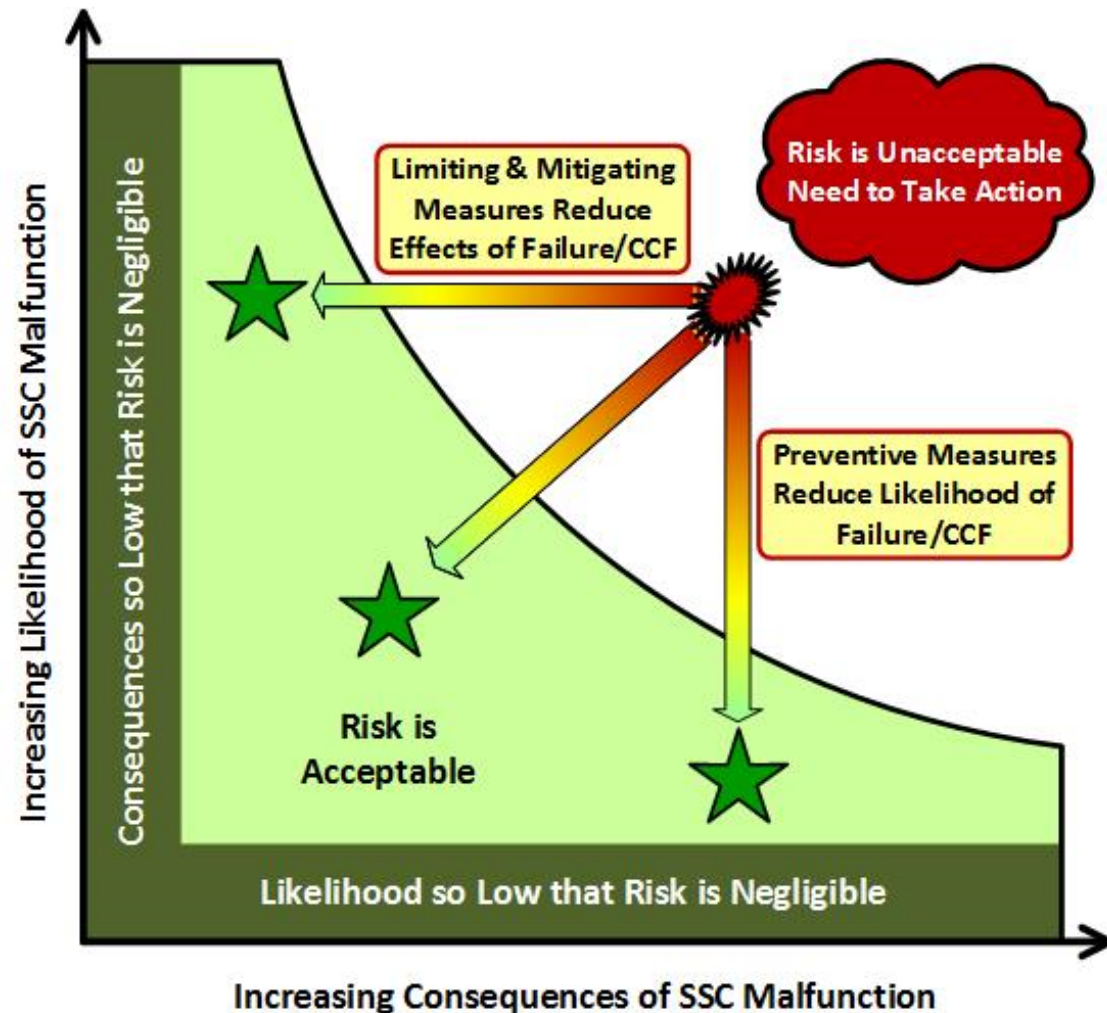 Increasing Likelihood of SSC Malfunction
Consequences so Low that Risk is Negligible
Limiting & Mitigating
Measures Reduce
Effects of Failure/CCF
Risk is Unacceptable
Need to Take Action
Preventive Measures
Reduce Likelihood of
Failure/CCF
Risk is
Acceptable
Likelihood so Low that Risk is Negligible
Increasing Consequences of SSC Malfunction